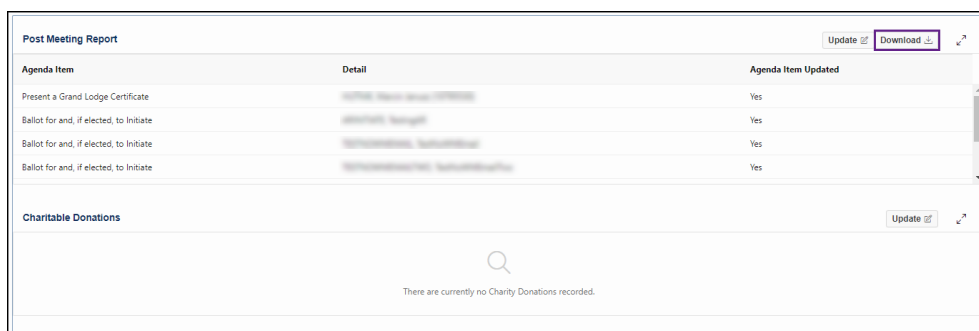 Post Meeting Report Update Download
Agenda Item Detail Agenda Item Updated
Present a Grand Lodge Certificate Yes
Ballot for and, if elected, to Initiate Yes
Ballot for and, if elected, to Initiate Yes
Ballot for and, if elected, to Initiate Yes
Charitable Donations Update
There are currently no Charity Donations recorded.